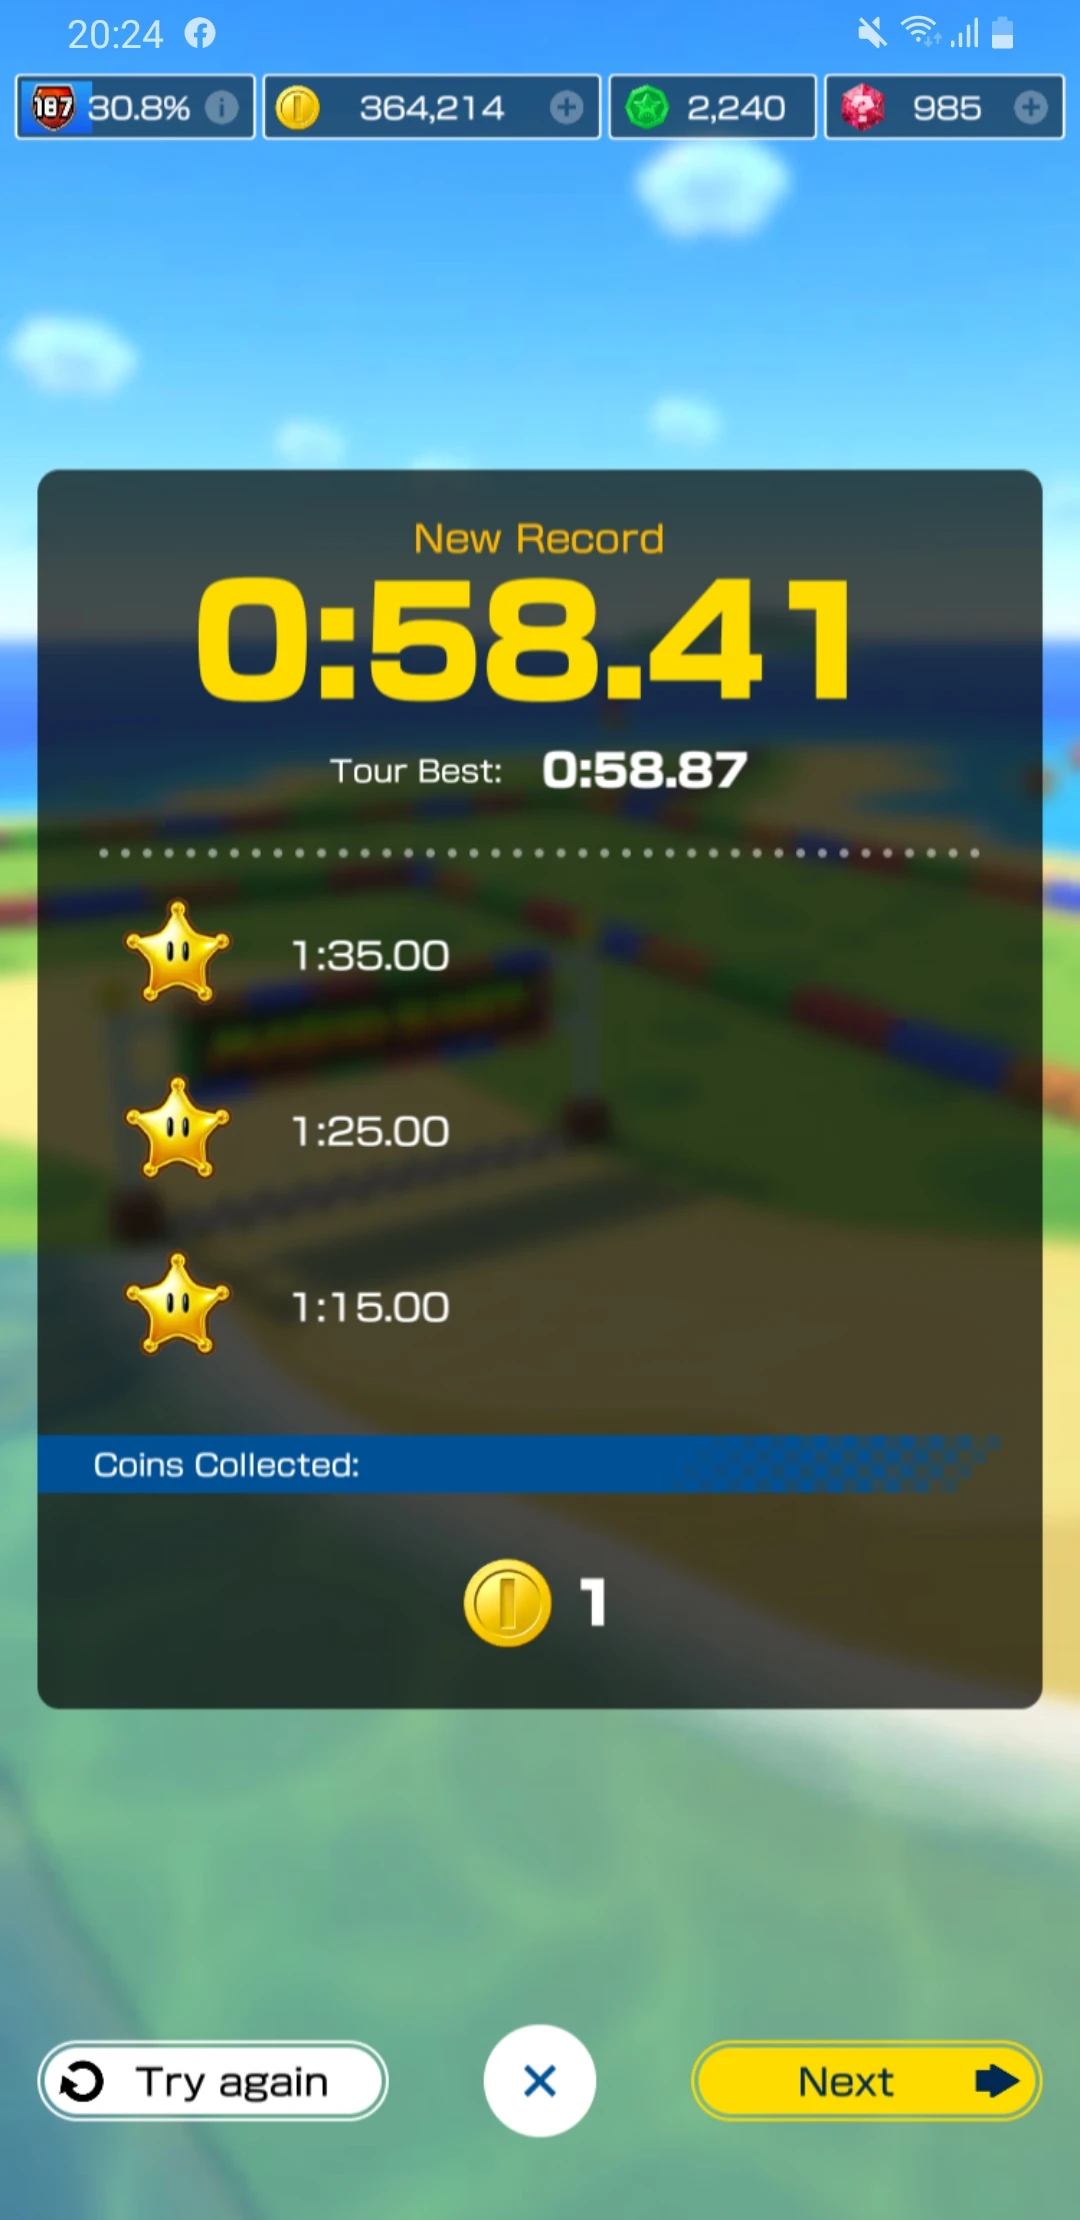 20:24
187 30.8% 364,214 2,240 985
New Record
0:58.41
Tour Best: 0:58.87
1:35.00
1:25.00
1:15.00
Coins Collected:
1
Try again Next